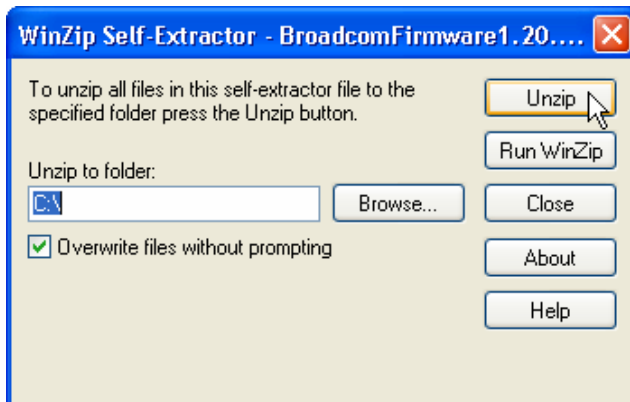 WinZip Self-Extractor - BroadcomFirmware1.20....
To unzip all files in this self-extractor file to the
specified folder press the Unzip button.
Unzip to folder:
C:\
Browse...
Overwrite files without prompting
Unzip
Run WinZip
Close
About
Help